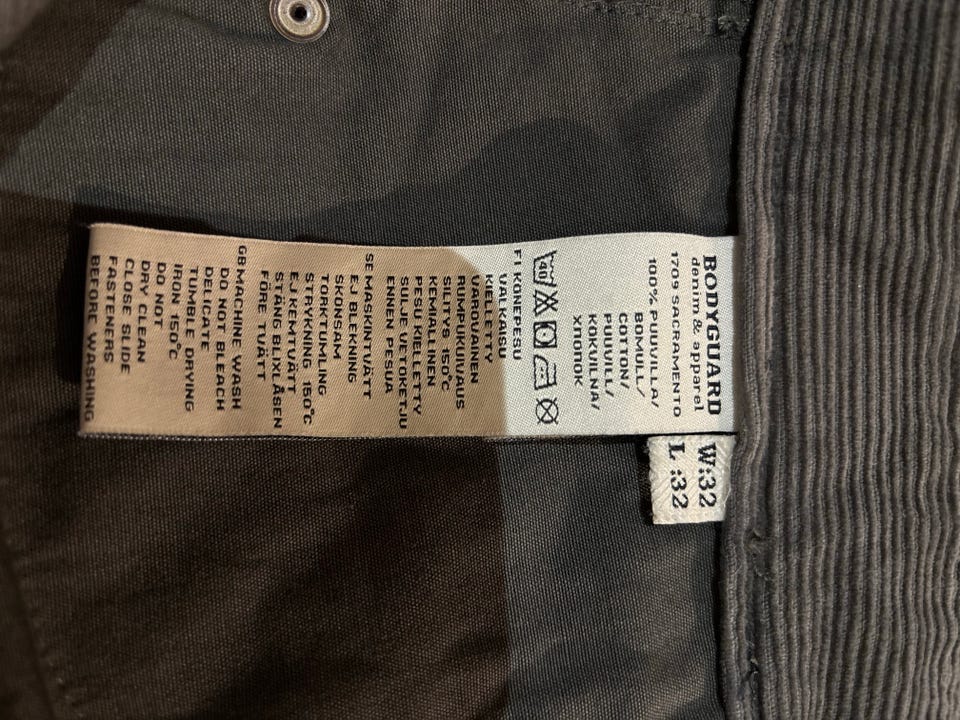 BODYGUARD
denim & apparel
1709 SACRAMENTO
100% PUUVILLA/
BOMULL/
COTTON/
PUUVILL/
KOKVILNA/
ХЛОПОК
40
FI KONEPESU
VALKAISU
KIELLETTY
VAROVAINEN
RUMPUKUIVAUS
SILITYS 150°C
KEMIALLINEN
PESU KIELLETTY
SULJE VETOKETJU
ENNEN PESUA
SE MASKINTVÄTT
EJ BLEKNING
SKONSAM
TORKTUMLING
STRYKNING 150°C
EJ KEMTVÄTT
STÄNG BLIXLÅSEN
FÖRE TVÄTT
GB MACHINE WASH
DO NOT BLEACH
DELICATE
TUMBLE DRYING
IRON 150°C
DO NOT
DRY CLEAN
CLOSE SLIDE
FASTENERS
BEFORE WASHING
W:32
L :32